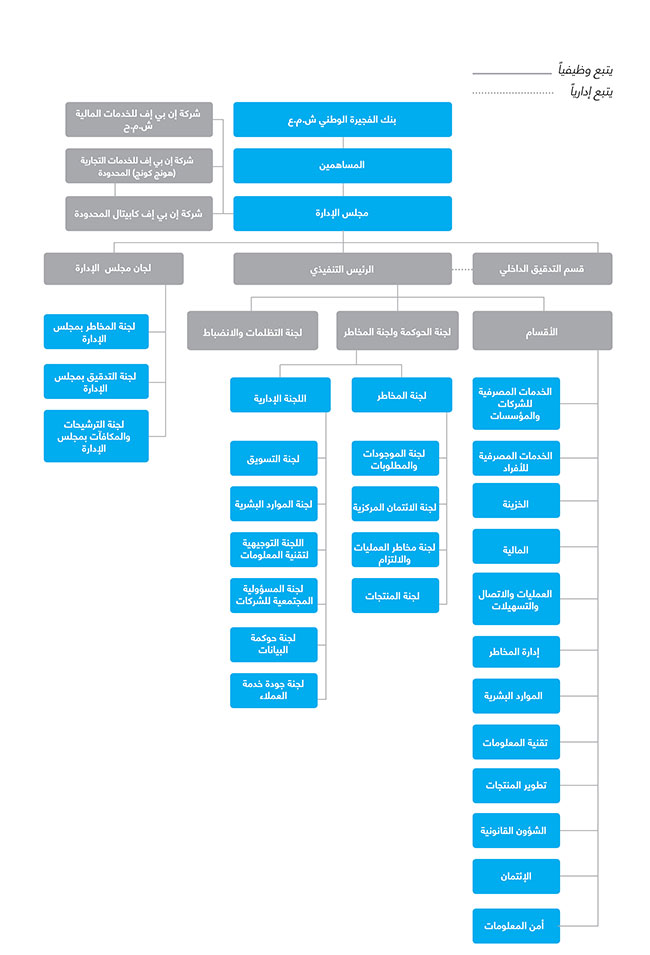 يتبع وظيفياً
يتبع إدارياً
بنك الفجيرة الوطني ش.م.ع
شركة إن بي إف للخدمات المالية
ش.م.ح
المساهمين
شركة إن بي إف للخدمات التجارية
(هونج كونج) المحدودة
مجلس الإدارة
شركة إن بي إف كابيتال المحدودة
قسم التدقيق الداخلي
الرئيس التنفيذي
لجان مجلس الإدارة
لجنة المخاطر بمجلس
الإدارة
لجنة التدقيق بمجلس
الإدارة
لجنة الترشيحات
والمكافآت بمجلس
الإدارة
الأقسام
لجنة الحوكمة ولجنة المخاطر
لجنة التظلمات والانضباط
الخدمات المصرفية
للشركات
والمؤسسات
الخدمات المصرفية
للأفراد
الخزينة
المالية
العمليات والاتصال
والتسهيلات
إدارة المخاطر
الموارد البشرية
تقنية المعلومات
تطوير المنتجات
الشؤون القانونية
الإئتمان
أمن المعلومات
لجنة المخاطر
لجنة الموجودات
والمطلوبات
لجنة الائتمان المركزية
لجنة مخاطر العمليات
والالتزام
لجنة المنتجات
اللجنة الإدارية
لجنة التسويق
لجنة الموارد البشرية
اللجنة التوجيهية
لتقنية المعلومات
لجنة المسؤولية
المجتمعية للشركات
لجنة حوكمة
البيانات
لجنة جودة خدمة
العملاء